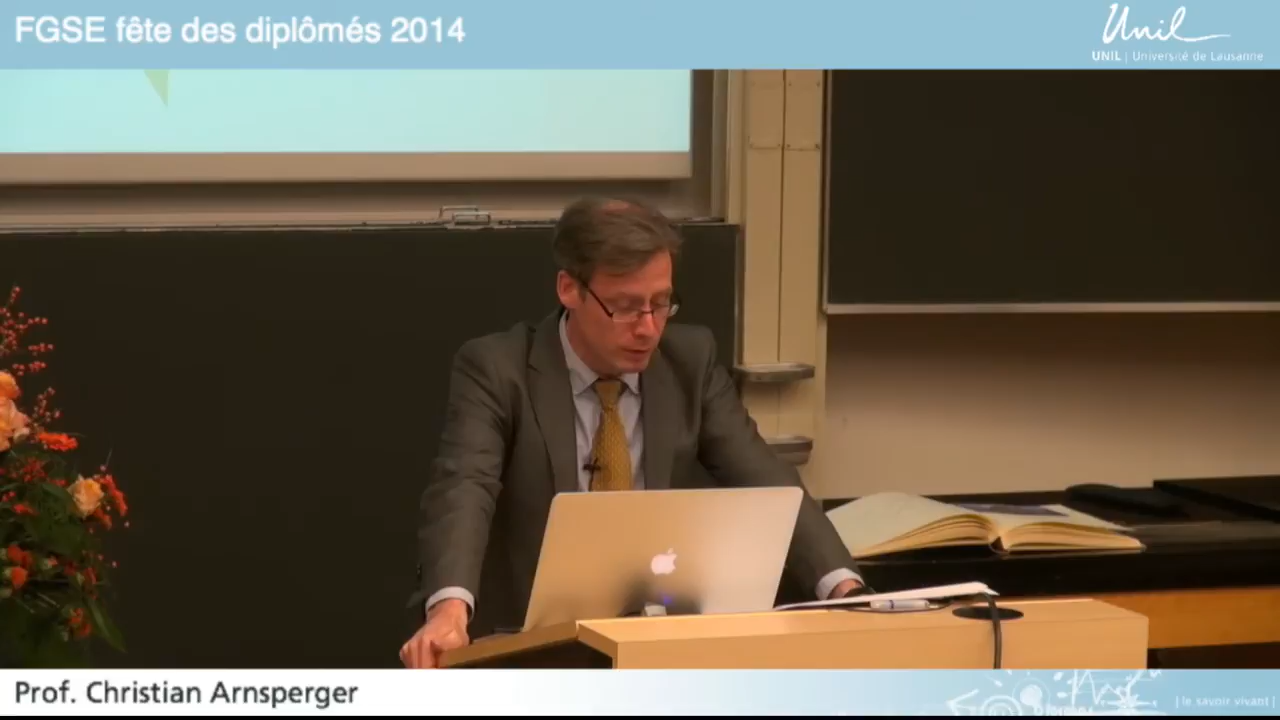 FGSE fête des diplômés 2014
Unil
UNIL | Université de Lausanne
Prof. Christian Arnsperger
| le savoir vivant |